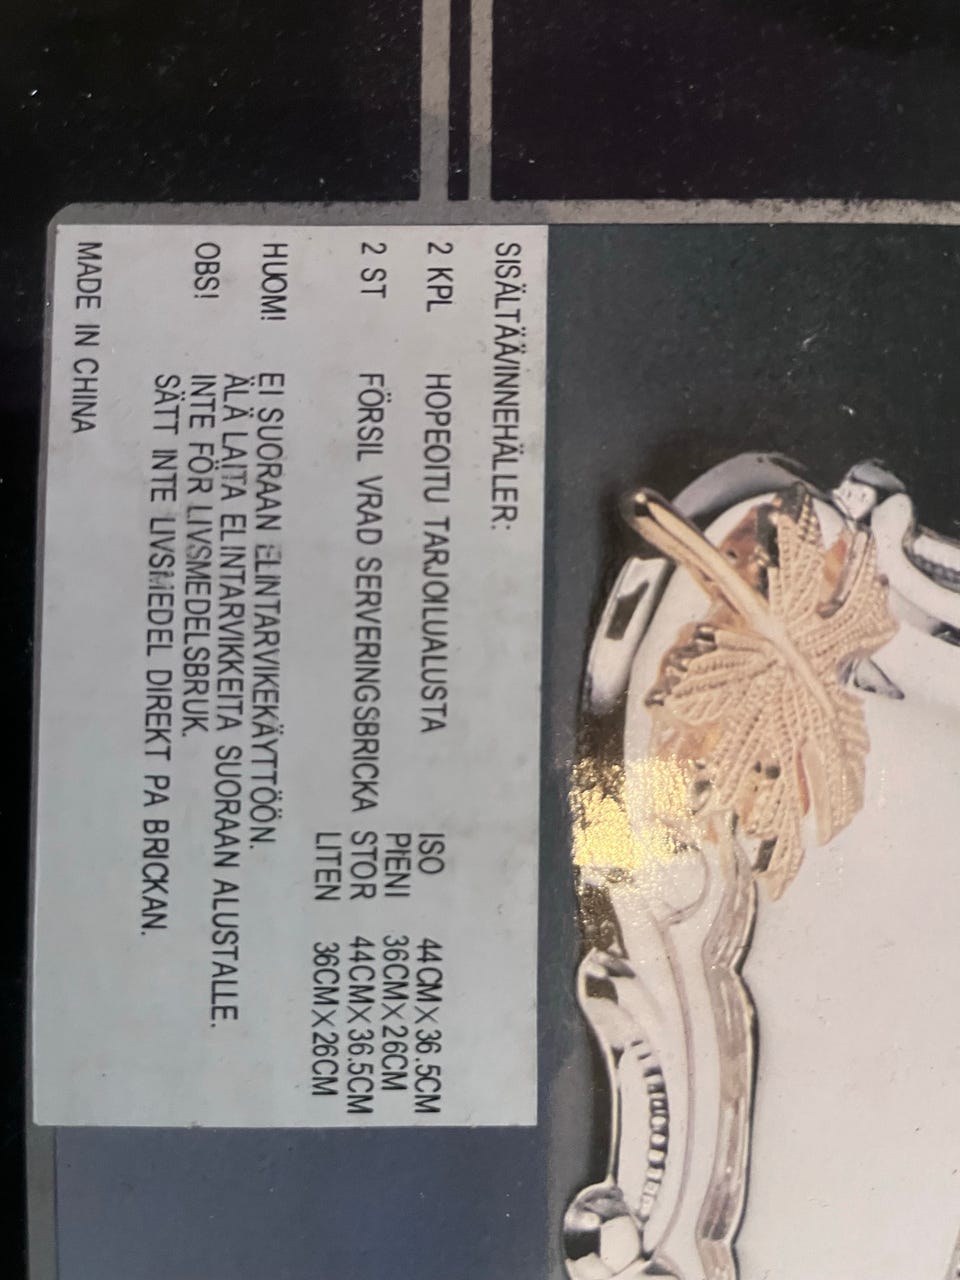 SISÄLTÄÄ/INNEHÄLLER:
2 KPL HOPEOITU TARJOILUALUSTA ISO 44CM X 36.5CM
PIENI 36CM X 26CM
2 ST FÖRSIL VRAD SERVERINGSBRICKA STOR 44CM X 36.5CM
LITEN 36CM X 26CM
HUOM! EI SUORAAN ELINTARVIKEKÄYTTÖÖN.
ÄLÄ LAITA ELINTARVIKKEITA SUORAAN ALUSTALLE.
OBS! INTE FÖR LIVSMEDELSBRUK.
SÄTT INTE LIVSMEDEL DIREKT PA BRICKAN.
MADE IN CHINA